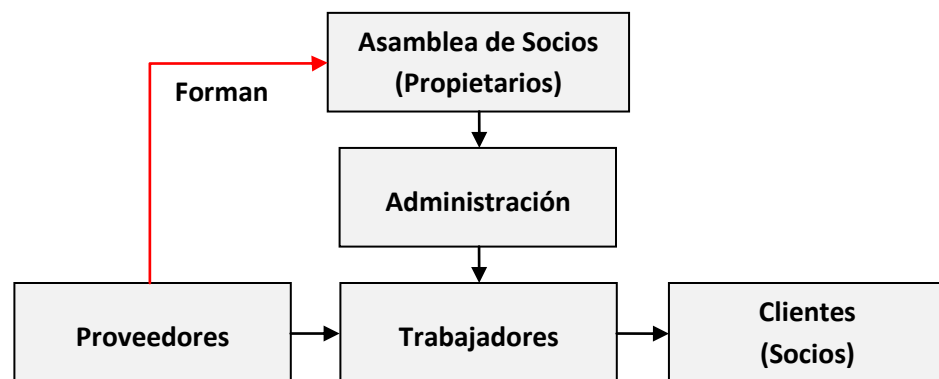 Asamblea de Socios
(Propietarios)
Forman
Administración
Proveedores
Trabajadores
Clientes
(Socios)